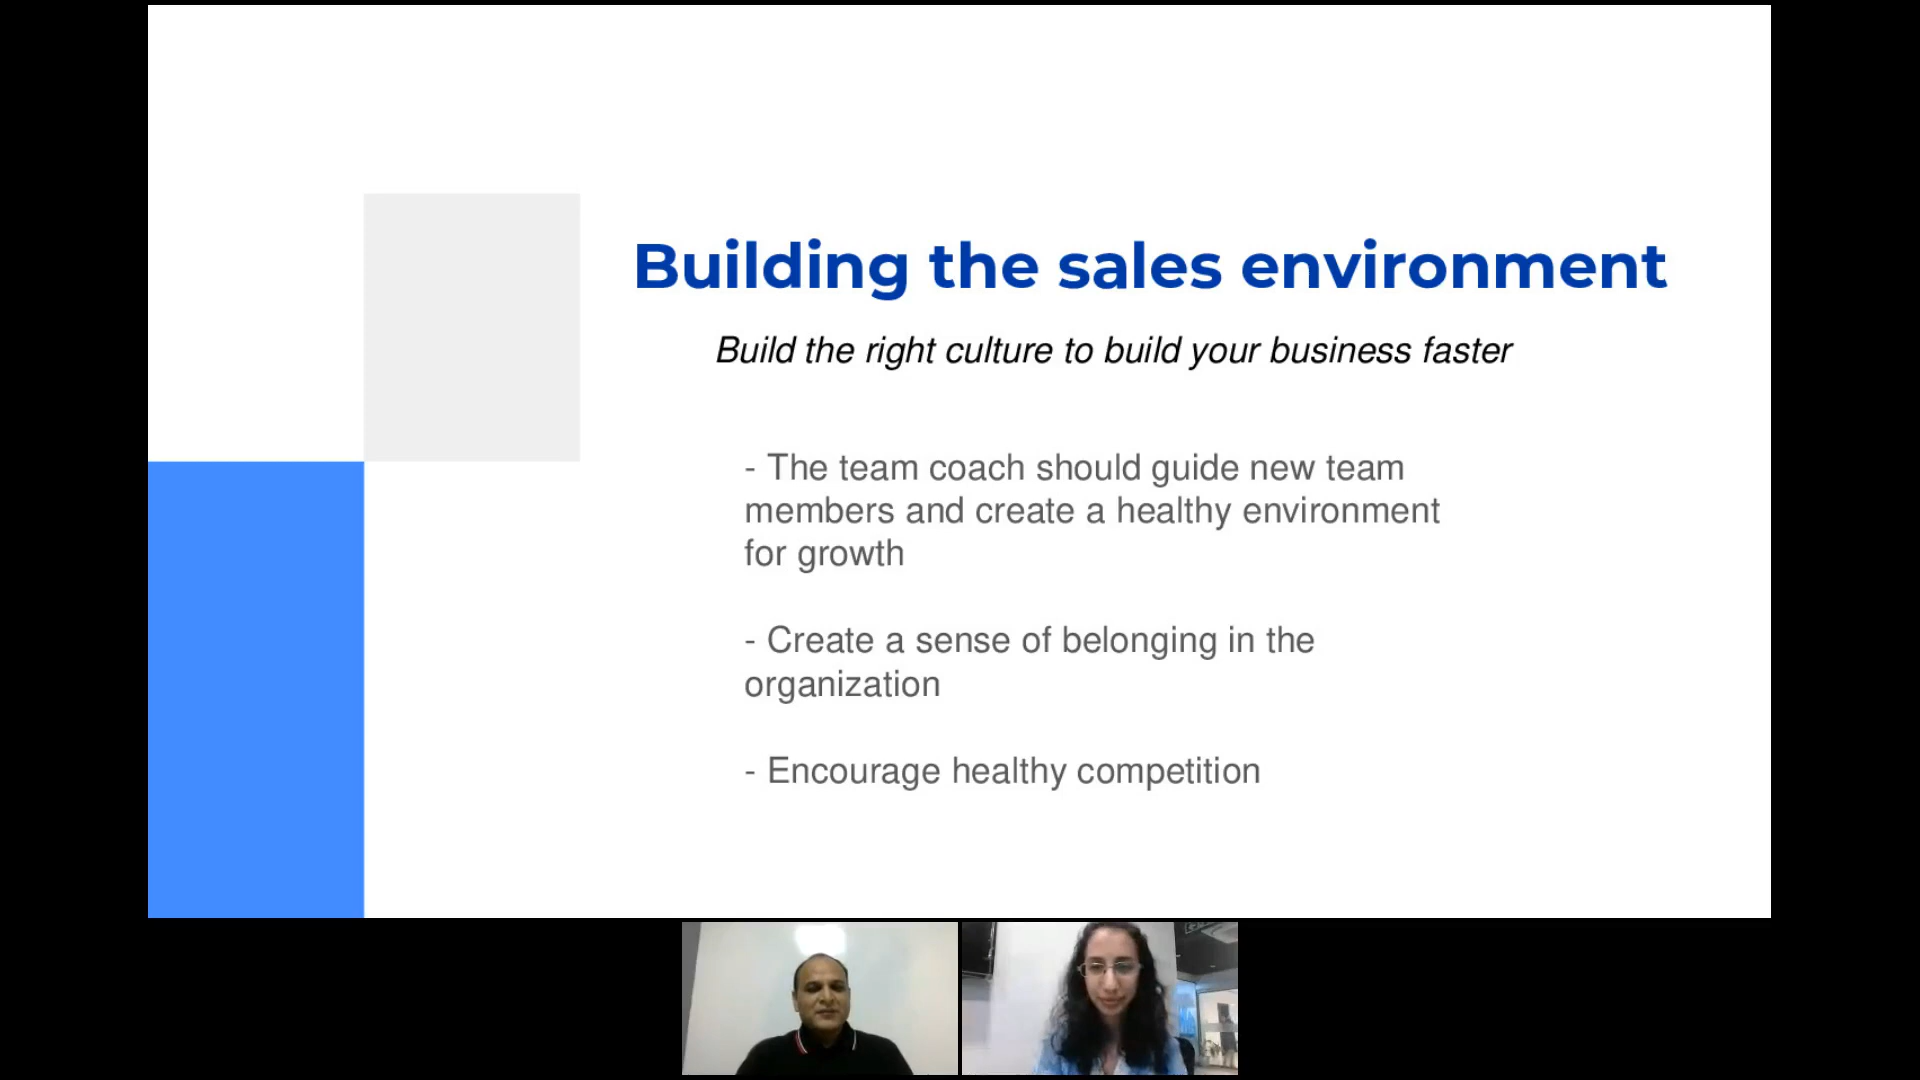 Building the sales environment
Build the right culture to build your business faster
- The team coach should guide new team
members and create a healthy environment
for growth
- Create a sense of belonging in the
organization
- Encourage healthy competition